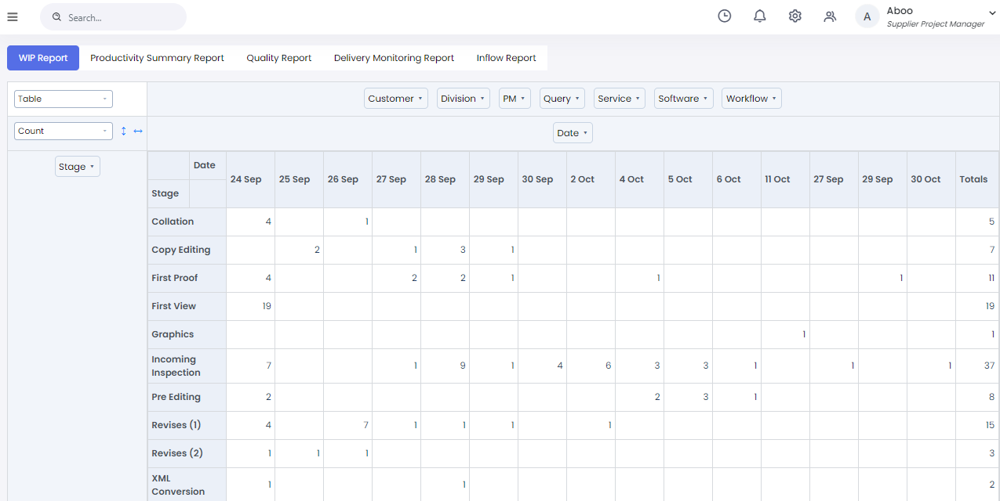 Search...
A
Aboo
Supplier Project Manager
WIP Report Productivity Summary Report Quality Report Delivery Monitoring Report Inflow Report
Table Customer Division PM Query Service Software Workflow
Count Date
Stage
Date 24 Sep 25 Sep 26 Sep 27 Sep 28 Sep 29 Sep 30 Sep 2 Oct 4 Oct 5 Oct 6 Oct 11 Oct 27 Sep 29 Sep 30 Oct Totals
Stage
Collation 4 1 5
Copy Editing 2 1 3 1 7
First Proof 4 2 2 1 1 1 11
First View 19 19
Graphics 1 1
Incoming
Inspection 7 1 9 1 4 6 3 3 1 1 1 37
Pre Editing 2 2 3 1 8
Revises (1) 4 7 1 1 1 1 15
Revises (2) 1 1 1 3
XML
Conversion 1 1 2